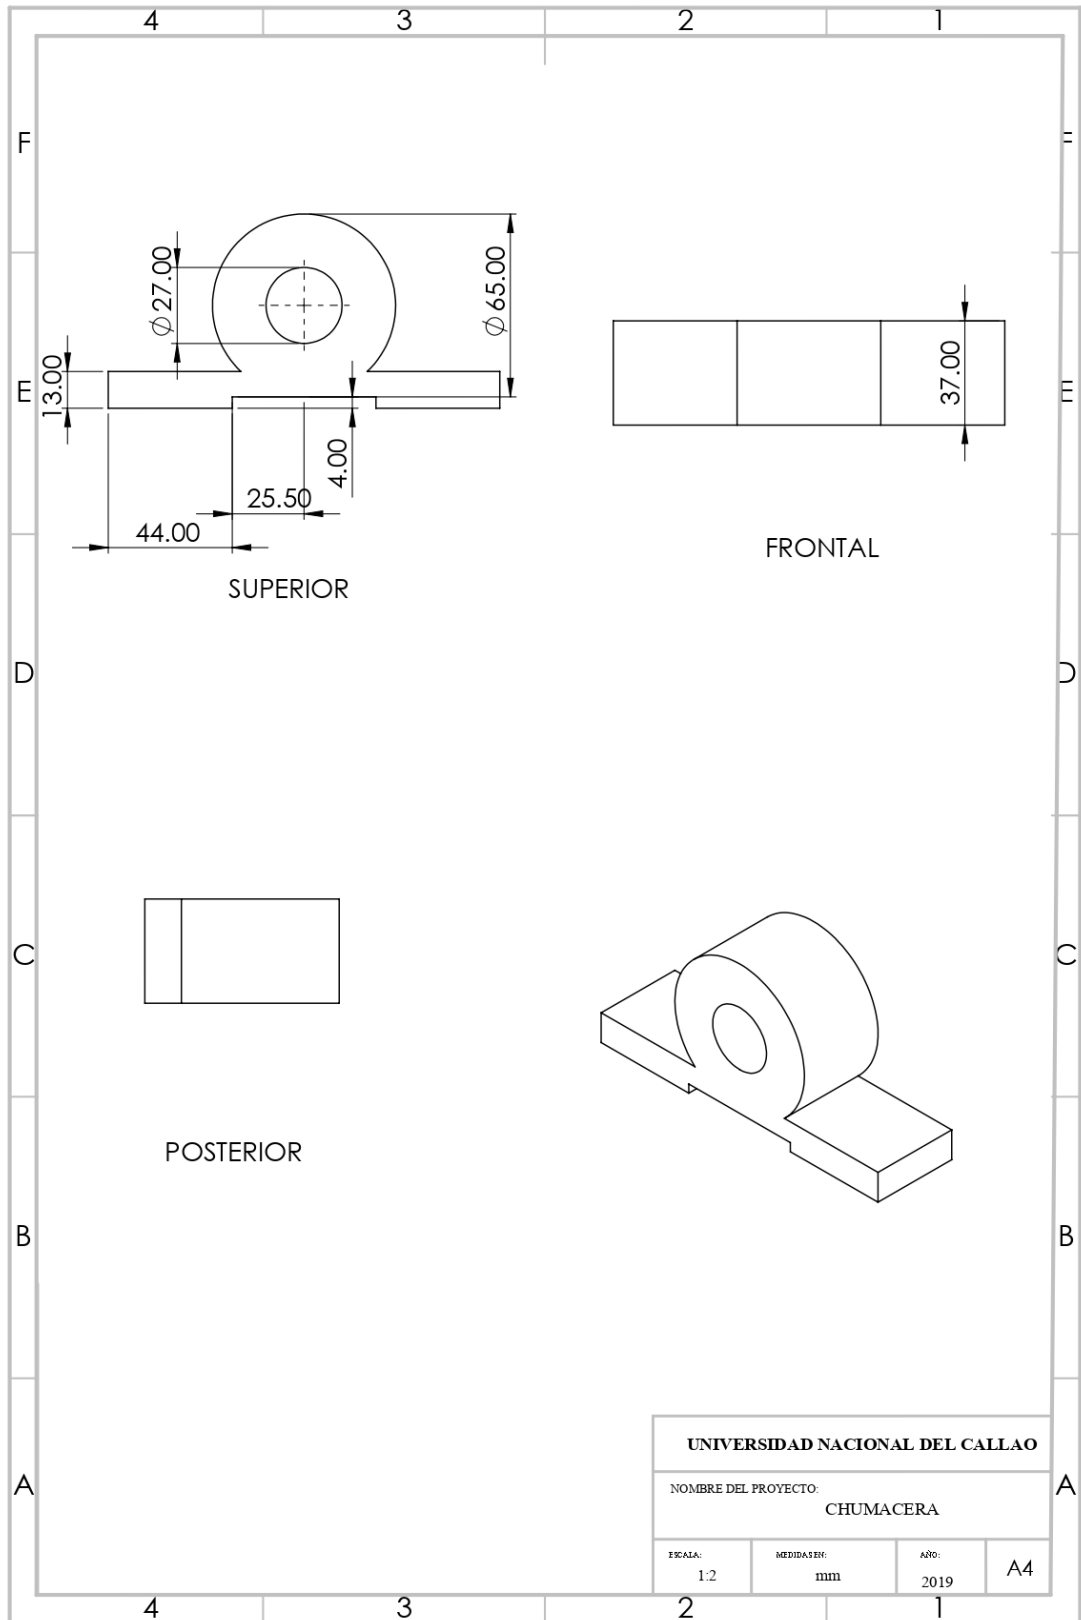 4 3 2 1
F F
⌀27.00
⌀65.00
13.00
37.00
E E
4.00
25.50
44.00
FRONTAL
SUPERIOR
D D
C C
POSTERIOR
B B
UNIVERSIDAD NACIONAL DEL CALLAO
A A
NOMBRE DEL PROYECTO:
CHUMACERA
ESCALA: MEDIDAS EN: AÑO:
1:2 mm 2019 A4
4 3 2 1